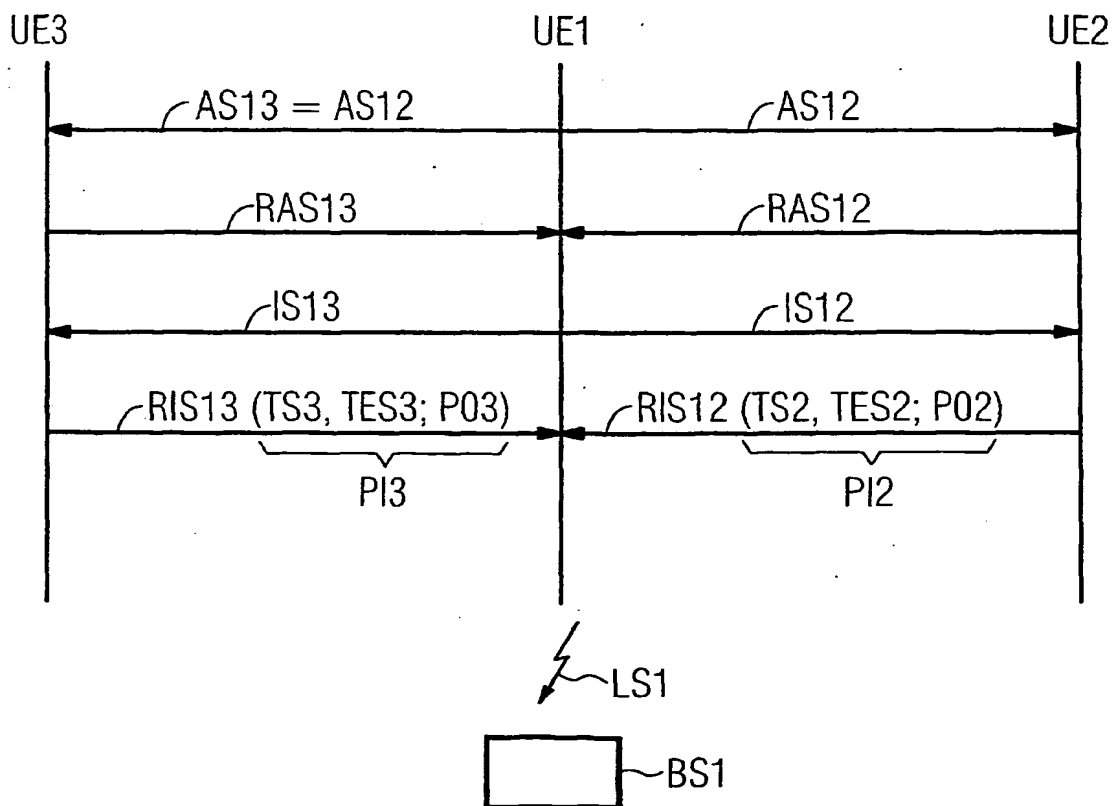 UE3 UE1 UE2
AS13 = AS12 AS12
RAS13 RAS12
IS13 IS12
RIS13 (TS3, TES3; P03) RIS12 (TS2, TES2; P02)
PI3 PI2
LS1
BS1